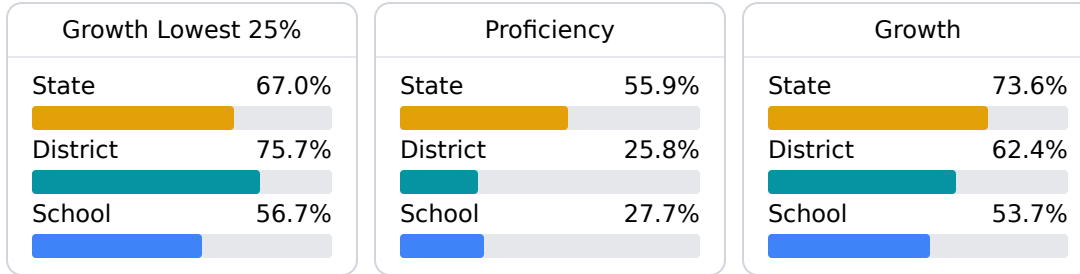 Growth Lowest 25%
State 67.0%
District 75.7%
School 56.7%
Proficiency
State 55.9%
District 25.8%
School 27.7%
Growth
State 73.6%
District 62.4%
School 53.7%